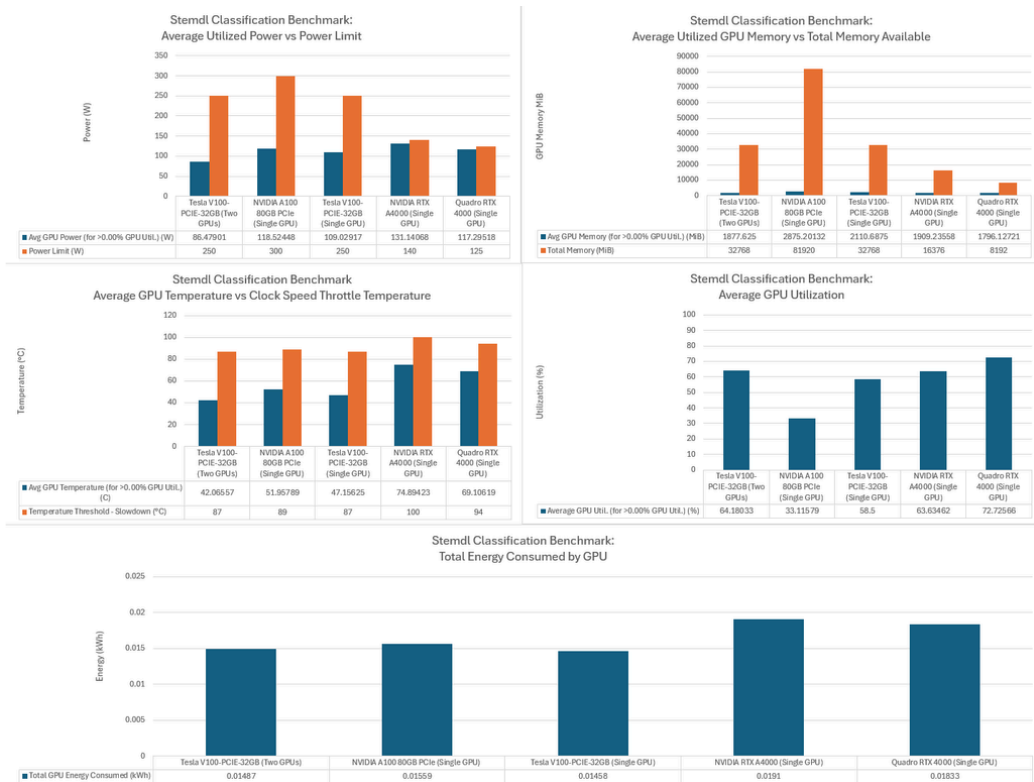 Stemdl Classification Benchmark:
Average Utilized Power vs Power Limit
Power (W)
350
300
250
200
150
100
50
0
Tesla V100-PCIE-32GB (Two GPUs)
NVIDIA A100 80GB PCIe (Single GPU)
Tesla V100-PCIE-32GB (Single GPU)
NVIDIA RTX A4000 (Single GPU)
Quadro RTX 4000 (Single GPU)
Avg GPU Power (for >0.00% GPU Util.) (W) 86.47901 118.52448 109.02917 131.14068 117.29518
Power Limit (W) 250 300 250 140 125
Stemdl Classification Benchmark:
Average Utilized GPU Memory vs Total Memory Available
GPU Memory MiB
90000
80000
70000
60000
50000
40000
30000
20000
10000
0
Tesla V100-PCIE-32GB (Two GPUs)
NVIDIA A100 80GB PCIe (Single GPU)
Tesla V100-PCIE-32GB (Single GPU)
NVIDIA RTX A4000 (Single GPU)
Quadro RTX 4000 (Single GPU)
Avg GPU Memory (for >0.00% GPU Util.) (MiB) 1877.625 2875.20132 2110.6875 1909.23558 1796.12721
Total Memory (MiB) 32768 81920 32768 16376 8192
Stemdl Classification Benchmark
Average GPU Temperature vs Clock Speed Throttle Temperature
Temperature (°C)
120
100
80
60
40
20
0
Tesla V100-PCIE-32GB (Two GPUs)
NVIDIA A100 80GB PCIe (Single GPU)
Tesla V100-PCIE-32GB (Single GPU)
NVIDIA RTX A4000 (Single GPU)
Quadro RTX 4000 (Single GPU)
Avg GPU Temperature (for >0.00% GPU Util.) (C) 42.06557 51.95789 47.15625 74.89423 69.10619
Temperature Threshold - Slowdown (°C) 87 89 87 100 94
Stemdl Classification Benchmark:
Average GPU Utilization
Utilization (%)
100
90
80
70
60
50
40
30
20
10
0
Tesla V100-PCIE-32GB (Two GPUs)
NVIDIA A100 80GB PCIe (Single GPU)
Tesla V100-PCIE-32GB (Single GPU)
NVIDIA RTX A4000 (Single GPU)
Quadro RTX 4000 (Single GPU)
Average GPU Util. (for >0.00% GPU Util.) (%) 64.18033 33.11579 58.5 63.63462 72.72566
Stemdl Classification Benchmark:
Total Energy Consumed by GPU
Energy (kWh)
0.025
0.02
0.015
0.01
0.005
0
Tesla V100-PCIE-32GB (Two GPUs)
NVIDIA A100 80GB PCIe (Single GPU)
Tesla V100-PCIE-32GB (Single GPU)
NVIDIA RTX A4000 (Single GPU)
Quadro RTX 4000 (Single GPU)
Total GPU Energy Consumed (kWh) 0.01487 0.01559 0.01458 0.0191 0.01833